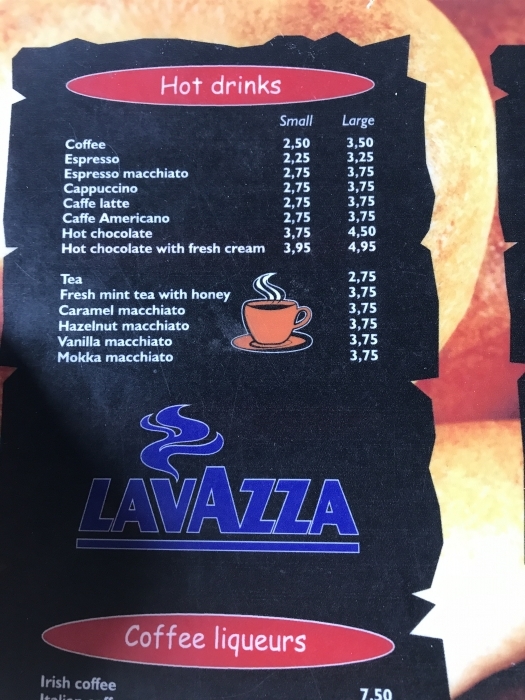 Hot drinks
Small Large
Coffee 2,50 3,50
Espresso 2,25 3,25
Espresso macchiato 2,75 3,75
Cappuccino 2,75 3,75
Caffe latte 2,75 3,75
Caffe Americano 2,75 3,75
Hot chocolate 3,75 4,50
Hot chocolate with fresh cream 3,95 4,95
Tea 2,75
Fresh mint tea with honey 3,75
Caramel macchiato 3,75
Hazelnut macchiato 3,75
Vanilla macchiato 3,75
Mokka macchiato 3,75
LAVAZZA
Coffee liqueurs
Irish coffee 7,50